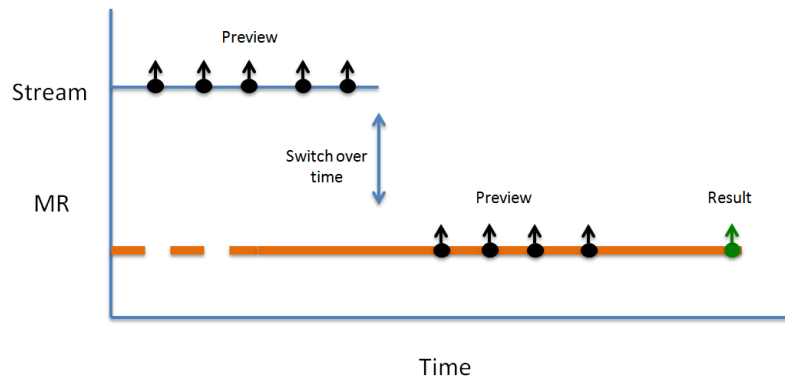 Preview
Stream
Switch over
time
MR
Preview
Result
Time